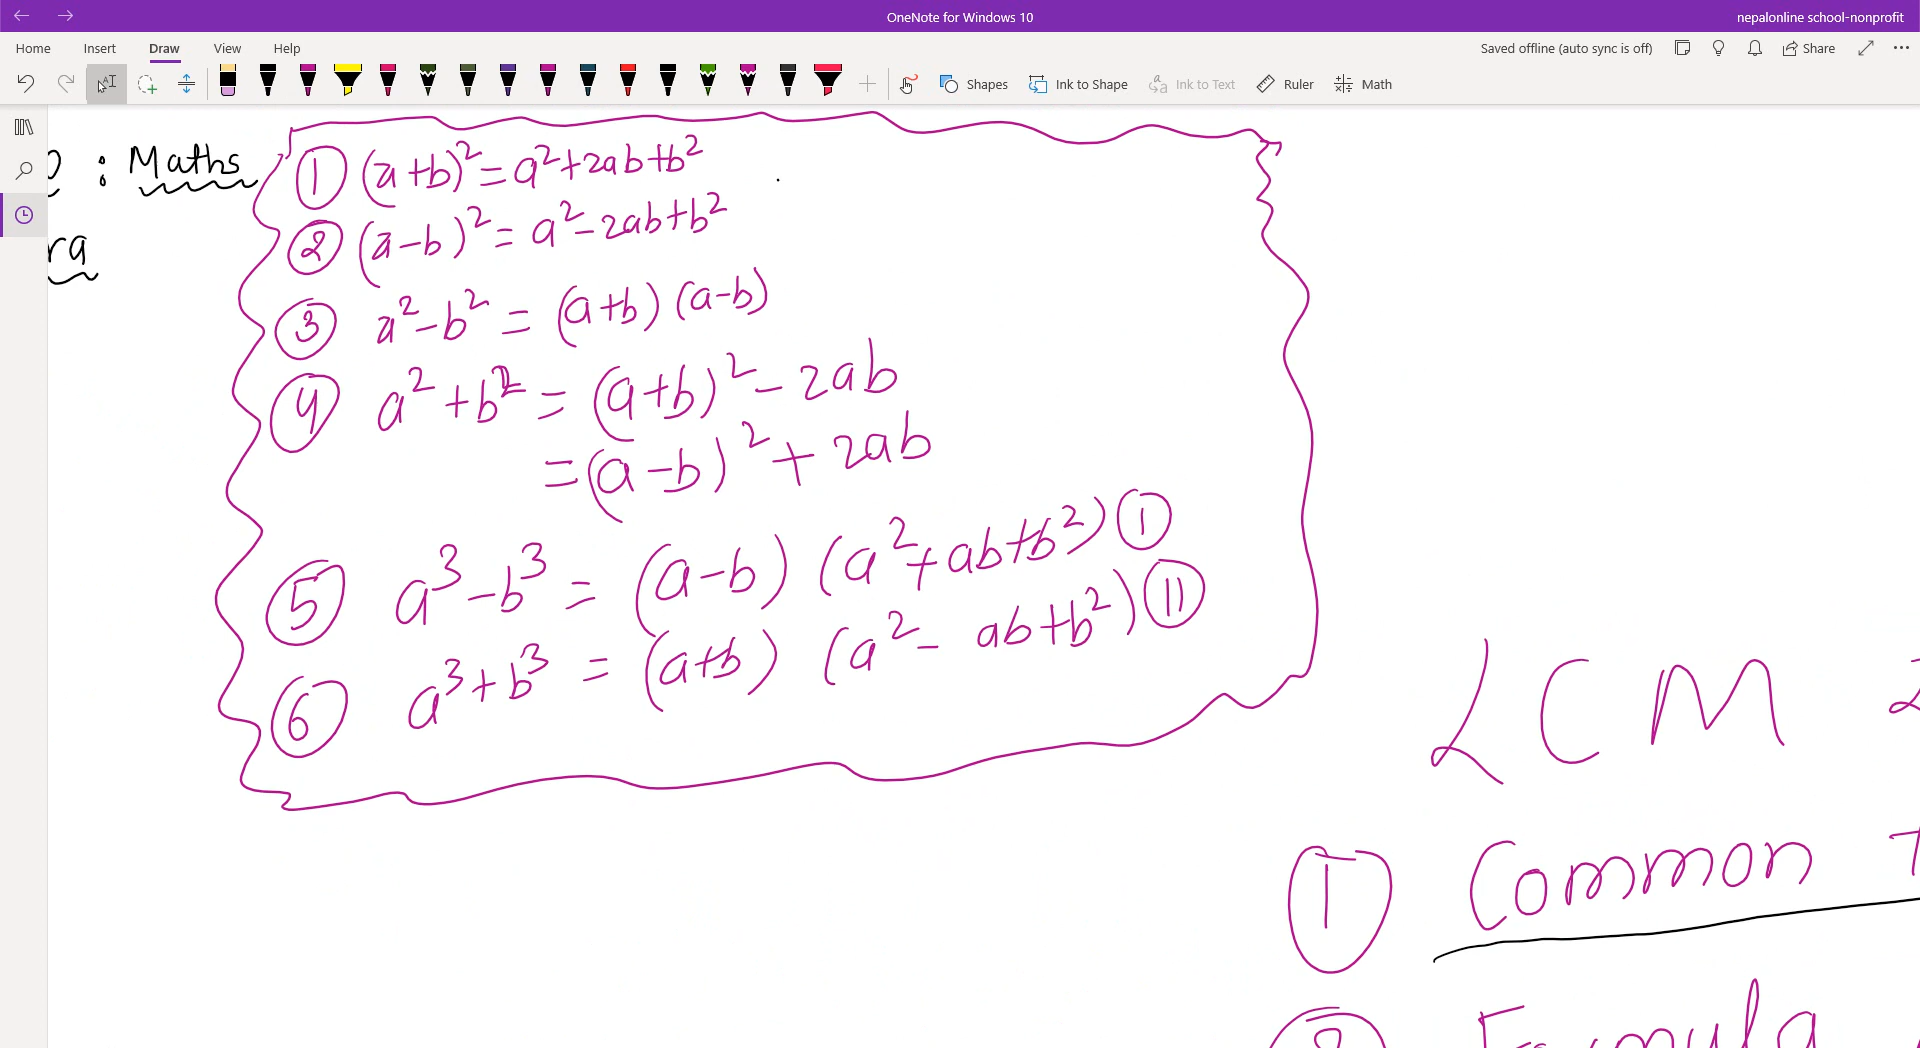 OneNote for Windows 10
nepalonline school-nonprofit
Home Insert Draw View Help
Saved offline (auto sync is off) Share
Shapes Ink to Shape Ink to Text Ruler Math
: Maths
ra
① (a+b)² = a²+2ab+b²
② (a-b)² = a²-2ab+b²
③ a²-b² = (a+b) (a-b)
④ a²+b² = (a+b)² - 2ab
= (a-b)² + 2ab
⑤ a³-b³ = (a-b) (a²+ab+b²) Ⓘ
⑥ a³+b³ = (a+b) (a²-ab+b²) ⑪
LCM
① Common
② Formula